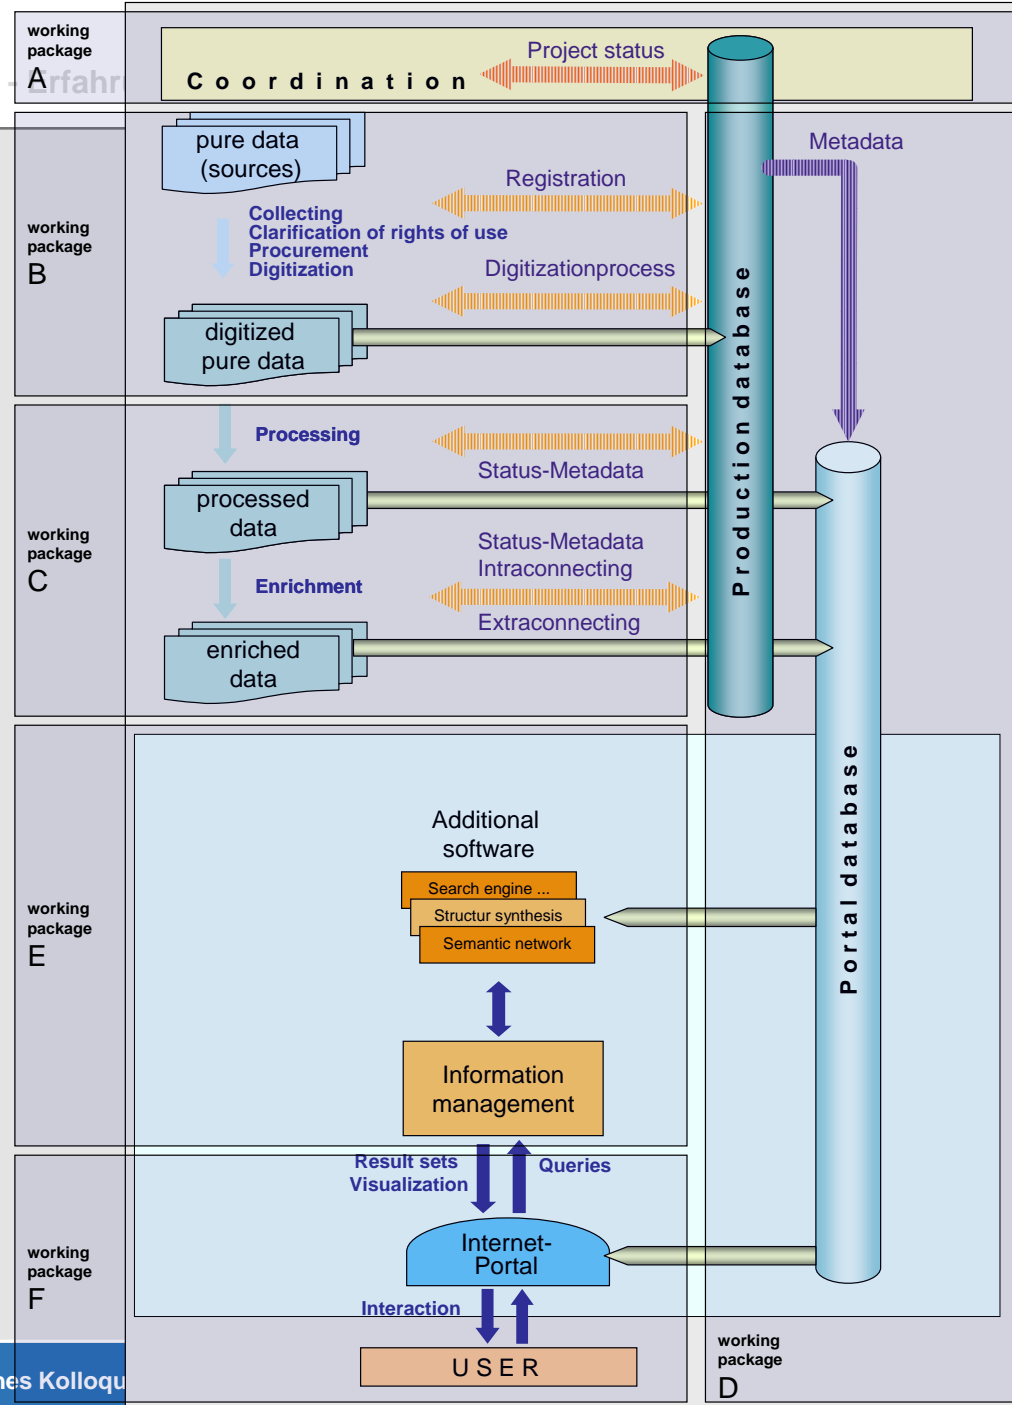 working
package
A
- Erfahru
Project status
Coordination
pure data
(sources)
Metadata
Registration
working
package
B
Collecting
Clarification of rights of use
Procurement
Digitization
Digitizationprocess
digitized
pure data
Production database
working
package
C
Processing
Status-Metadata
processed
data
Status-Metadata
Intraconnecting
Enrichment
Extraconnecting
enriched
data
Portal database
working
package
E
Additional
software
Search engine ...
Structur synthesis
Semantic network
Information
management
Result sets
Visualization
Queries
working
package
F
Internet-
Portal
Interaction
USER
working
package
D
nes Kolloqu